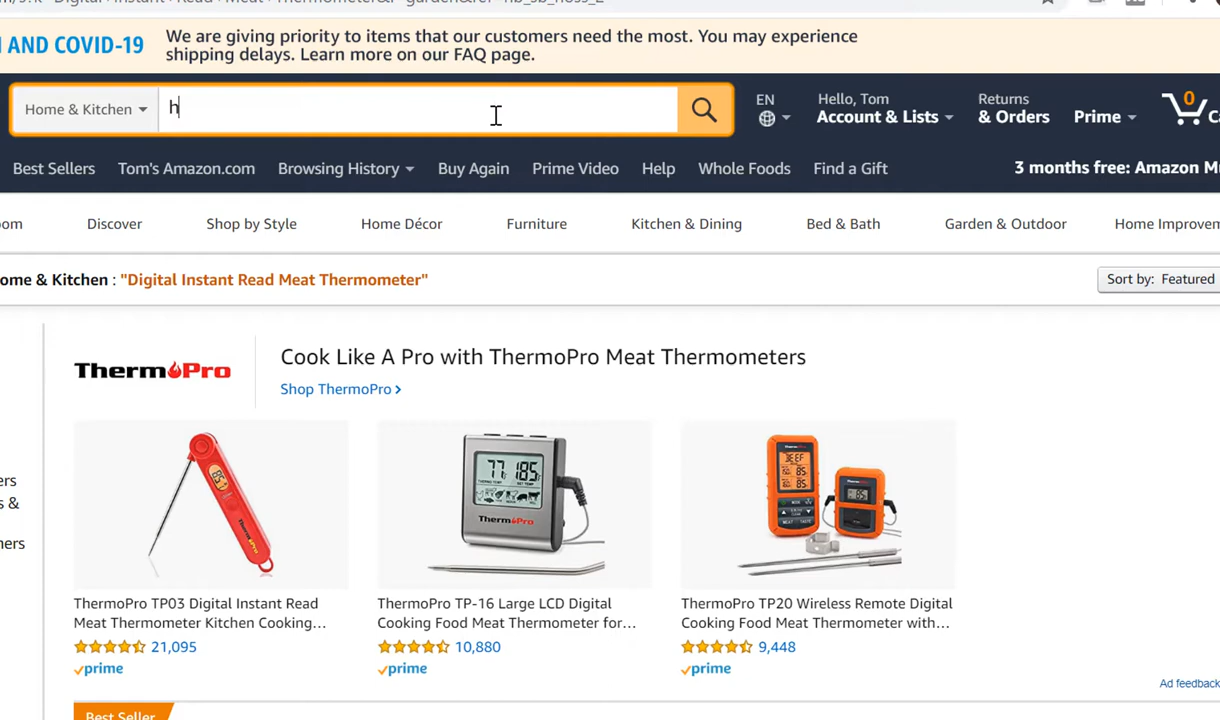 AND COVID-19
We are giving priority to items that our customers need the most. You may experience
shipping delays. Learn more on our FAQ page.
Home & Kitchen
h
EN
Hello, Tom
Account & Lists
Returns
& Orders
Prime
0
Best Sellers
Tom's Amazon.com
Browsing History
Buy Again
Prime Video
Help
Whole Foods
Find a Gift
3 months free: Amazon M
Discover
Shop by Style
Home Décor
Furniture
Kitchen & Dining
Bed & Bath
Garden & Outdoor
Home Improvem
ome & Kitchen : "Digital Instant Read Meat Thermometer"
Sort by: Featured
ThermoPro
Cook Like A Pro with ThermoPro Meat Thermometers
Shop ThermoPro ›
77 185
ThermoPro
ThermoPro TP03 Digital Instant Read
Meat Thermometer Kitchen Cooking...
21,095
prime
ThermoPro TP-16 Large LCD Digital
Cooking Food Meat Thermometer for...
10,880
prime
ThermoPro TP20 Wireless Remote Digital
Cooking Food Meat Thermometer with...
9,448
prime
Ad feedback
Best Seller